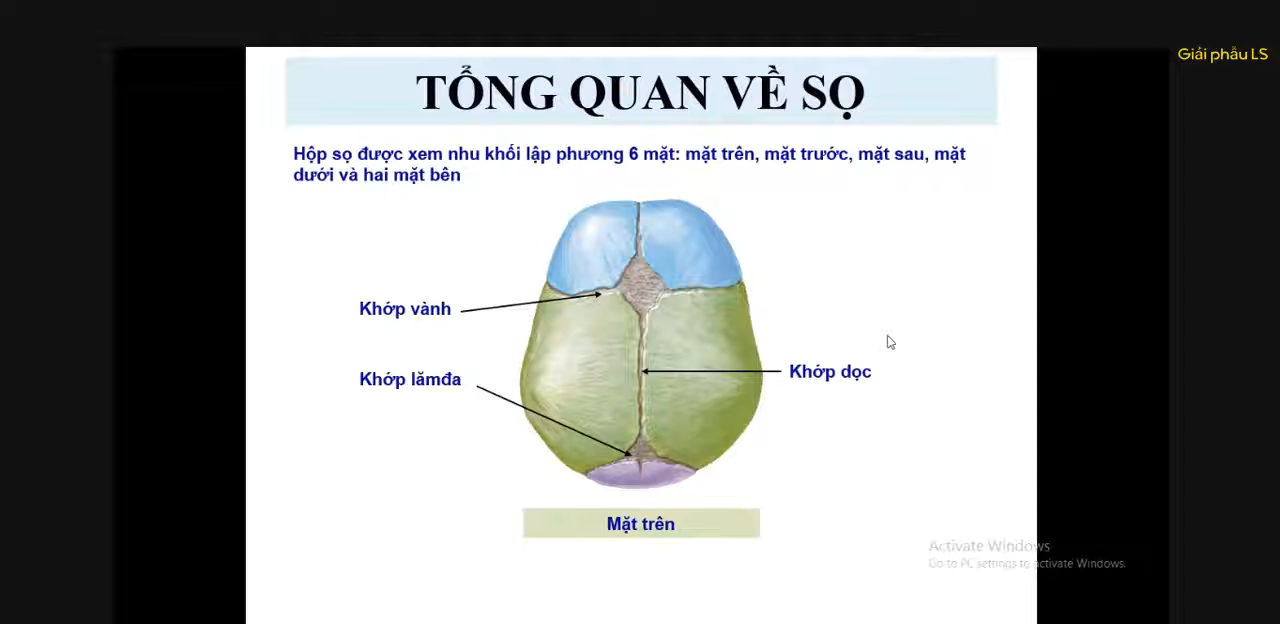 Giải phẫu LS
TỔNG QUAN VỀ SỌ
Hộp sọ được xem nhu khối lập phương 6 mặt: mặt trên, mặt trước, mặt sau, mặt
dưới và hai mặt bên
Khớp vành
Khớp lămđa
Khớp dọc
Mặt trên
Activate Windows
Go to PC settings to activate Windows.